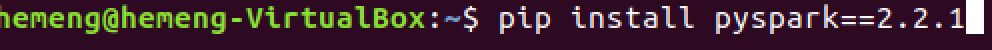 hemeng@hemeng-VirtualBox:~$ pip install pyspark==2.2.1